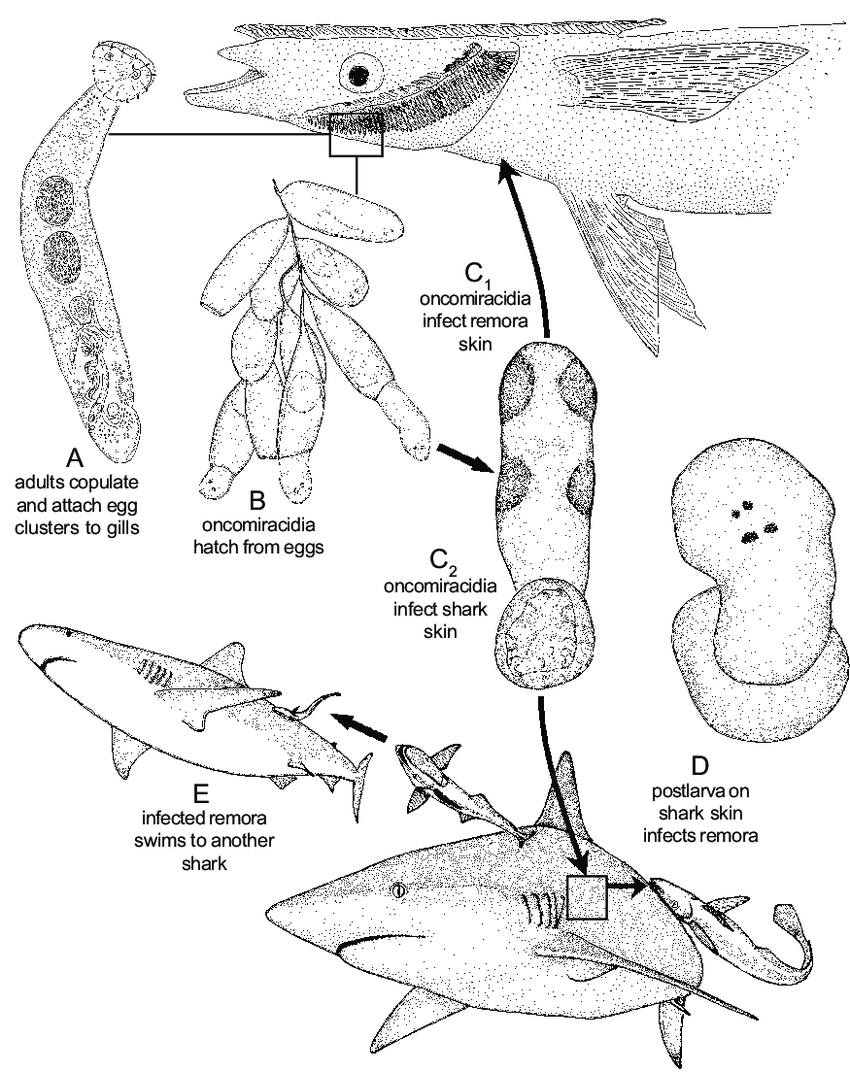 C1
oncomiracidia
infect remora
skin
A
adults copulate
and attach egg
clusters to gills
B
oncomiracidia
hatch from eggs
C2
oncomiracidia
infect shark
skin
D
postlarva on
shark skin
infects remora
E
infected remora
swims to another
shark